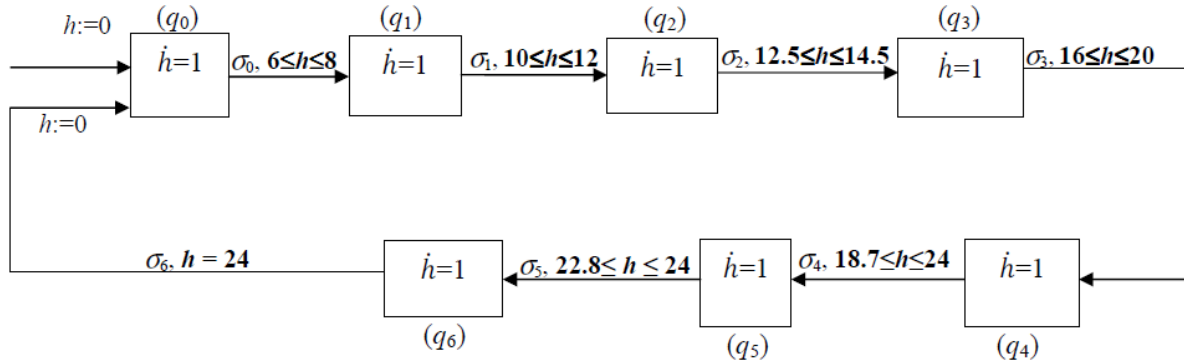 h:=0
(q₀)
(q₁)
(q₂)
(q₃)
ḣ=1
σ₀, 6≤h≤8
ḣ=1
σ₁, 10≤h≤12
ḣ=1
σ₂, 12.5≤h≤14.5
ḣ=1
σ₃, 16≤h≤20
h:=0
σ₆, h = 24
ḣ=1
σ₅, 22.8≤ h ≤ 24
ḣ=1
σ₄, 18.7≤h≤24
ḣ=1
(q₆)
(q₅)
(q₄)